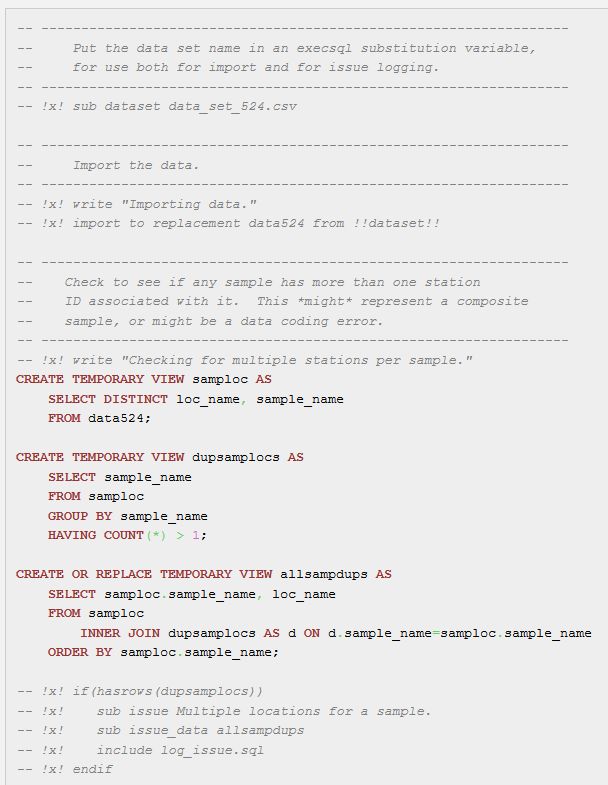 -- ------------------------------------------------------------------
--     Put the data set name in an execsql substitution variable,
--     for use both for import and for issue logging.
-- ------------------------------------------------------------------
-- !x! sub dataset data_set_524.csv

-- ------------------------------------------------------------------
--     Import the data.
-- ------------------------------------------------------------------
-- !x! write "Importing data."
-- !x! import to replacement data524 from !!dataset!!

-- ------------------------------------------------------------------
--    Check to see if any sample has more than one station
--    ID associated with it.  This *might* represent a composite
--    sample, or might be a data coding error.
-- ------------------------------------------------------------------
-- !x! write "Checking for multiple stations per sample."
CREATE TEMPORARY VIEW samploc AS
    SELECT DISTINCT loc_name, sample_name
    FROM data524;

CREATE TEMPORARY VIEW dupsamplocs AS
    SELECT sample_name
    FROM samploc
    GROUP BY sample_name
    HAVING COUNT(*) > 1;

CREATE OR REPLACE TEMPORARY VIEW allsampdups AS
    SELECT samploc.sample_name, loc_name
    FROM samploc
        INNER JOIN dupsamplocs AS d ON d.sample_name=samploc.sample_name
    ORDER BY samploc.sample_name;

-- !x! if(hasrows(dupsamplocs))
-- !x!    sub issue Multiple locations for a sample.
-- !x!    sub issue_data allsampdups
-- !x!    include log_issue.sql
-- !x! endif